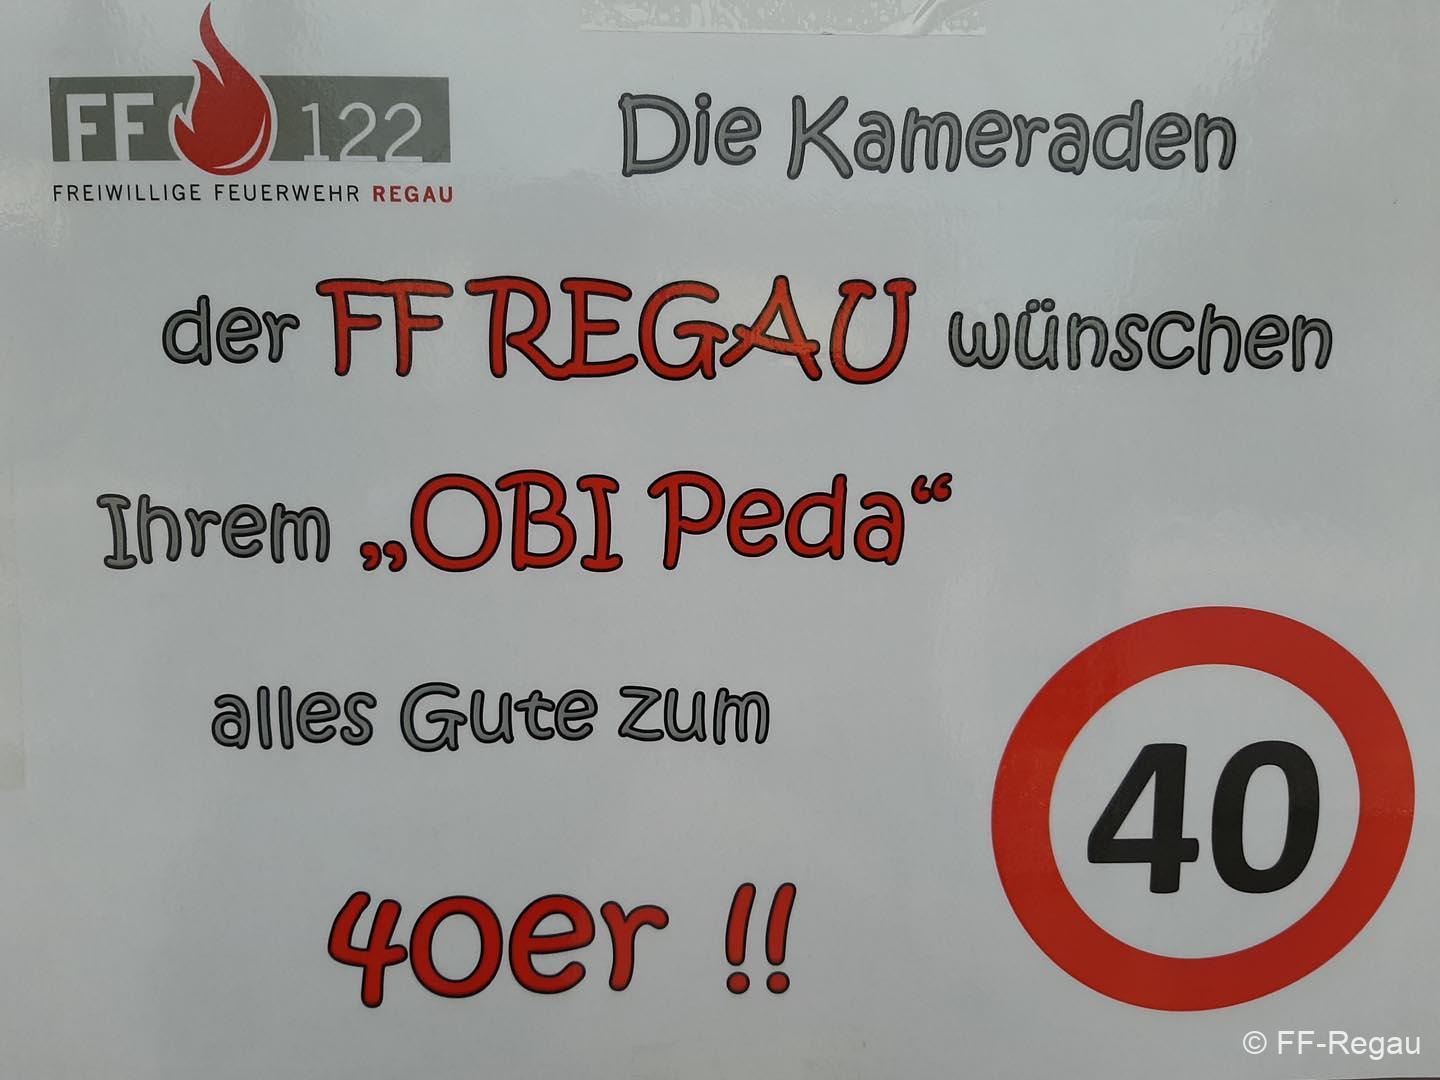 FF 122
FREIWILLIGE FEUERWEHR REGAU
Die Kameraden
der FF REGAU wünschen
Ihrem „OBI Peda“
alles Gute zum
40er !!
40
© FF-Regau